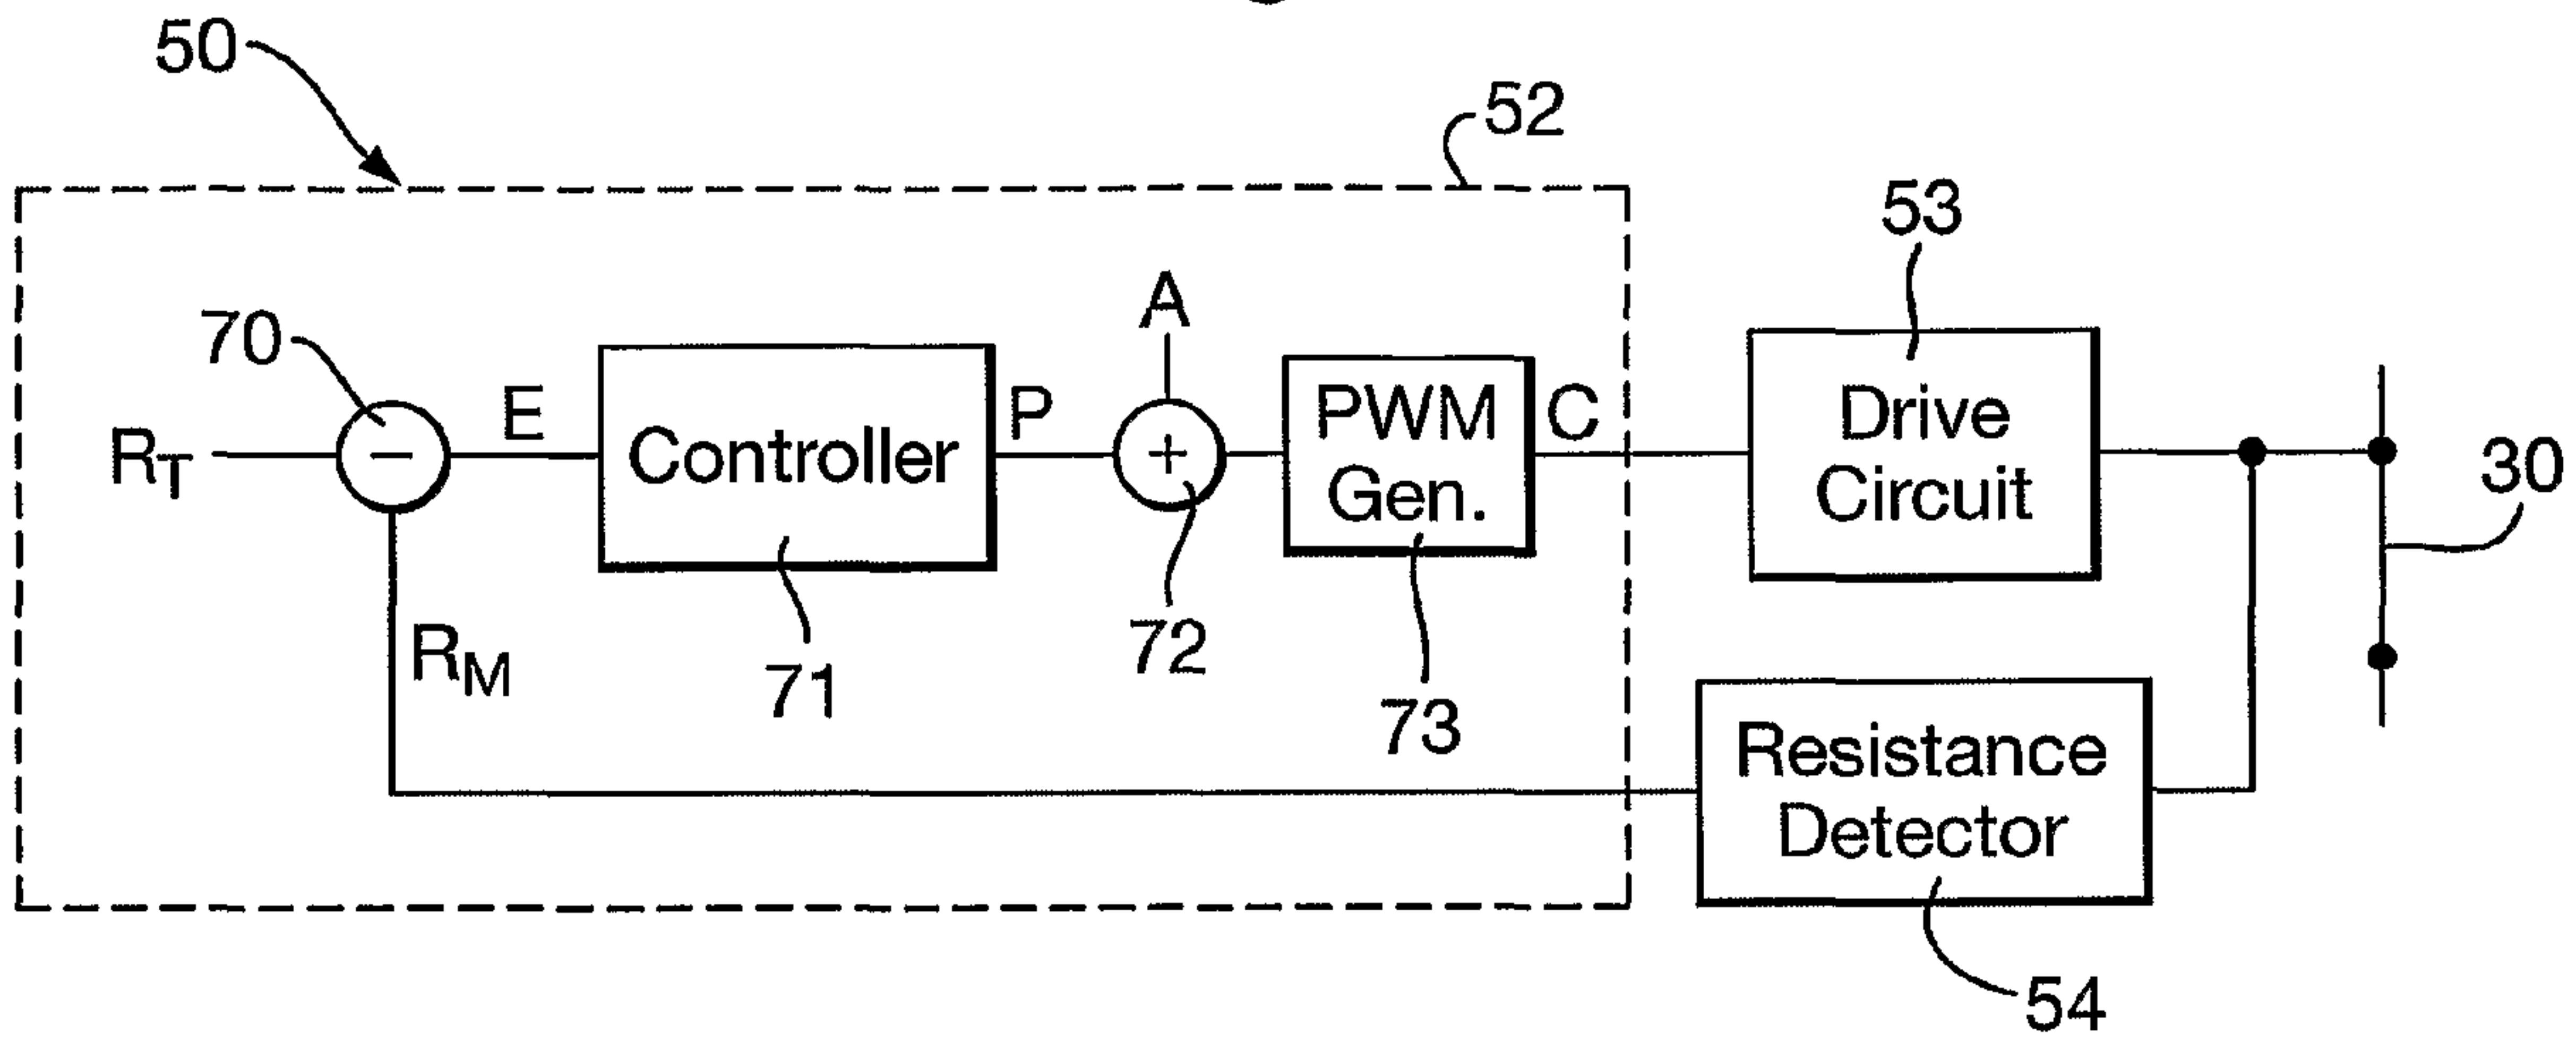 50
52
53
A
70
R_T
−
E
Controller
P
+
PWM
Gen.
C
Drive
Circuit
30
R_M
71
72
73
Resistance
Detector
54